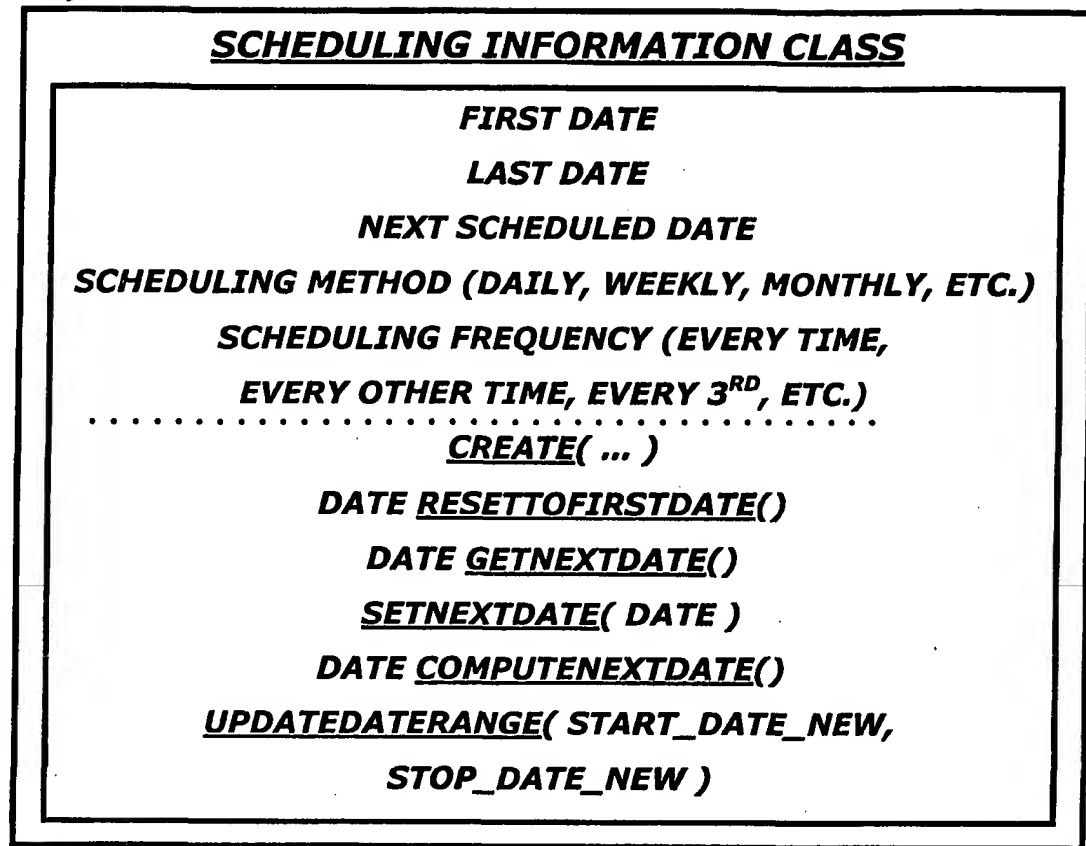 SCHEDULING INFORMATION CLASS
FIRST DATE
LAST DATE
NEXT SCHEDULED DATE
SCHEDULING METHOD (DAILY, WEEKLY, MONTHLY, ETC.)
SCHEDULING FREQUENCY (EVERY TIME,
EVERY OTHER TIME, EVERY 3RD, ETC.)
CREATE( ... )
DATE RESETTOFIRSTDATE()
DATE GETNEXTDATE()
SETNEXTDATE( DATE )
DATE COMPUTENEXTDATE()
UPDATEDATERANGE( START_DATE_NEW,
STOP_DATE_NEW )